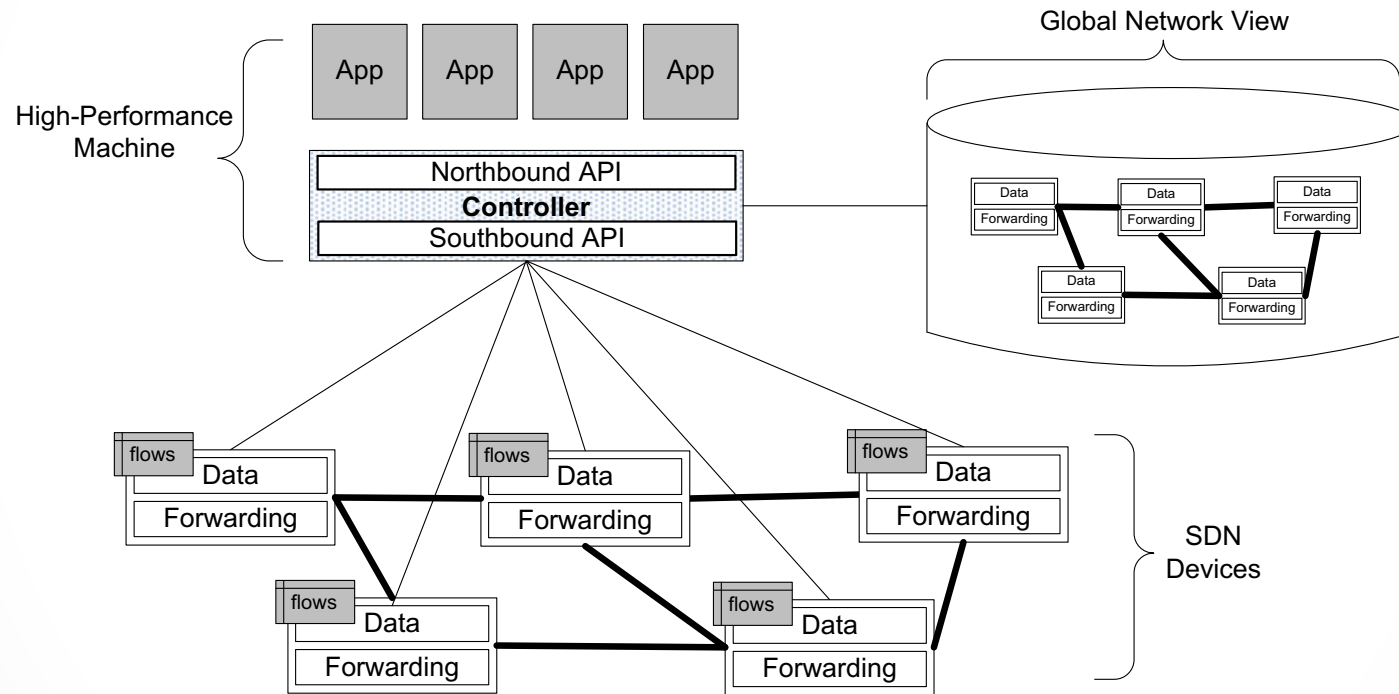 Global Network View
App
App
App
App
High-Performance
Machine
Northbound API
Controller
Southbound API
Data
Forwarding
Data
Forwarding
Data
Forwarding
Data
Forwarding
Data
Forwarding
flows
Data
Forwarding
flows
Data
Forwarding
flows
Data
Forwarding
SDN
Devices
flows
Data
Forwarding
flows
Data
Forwarding